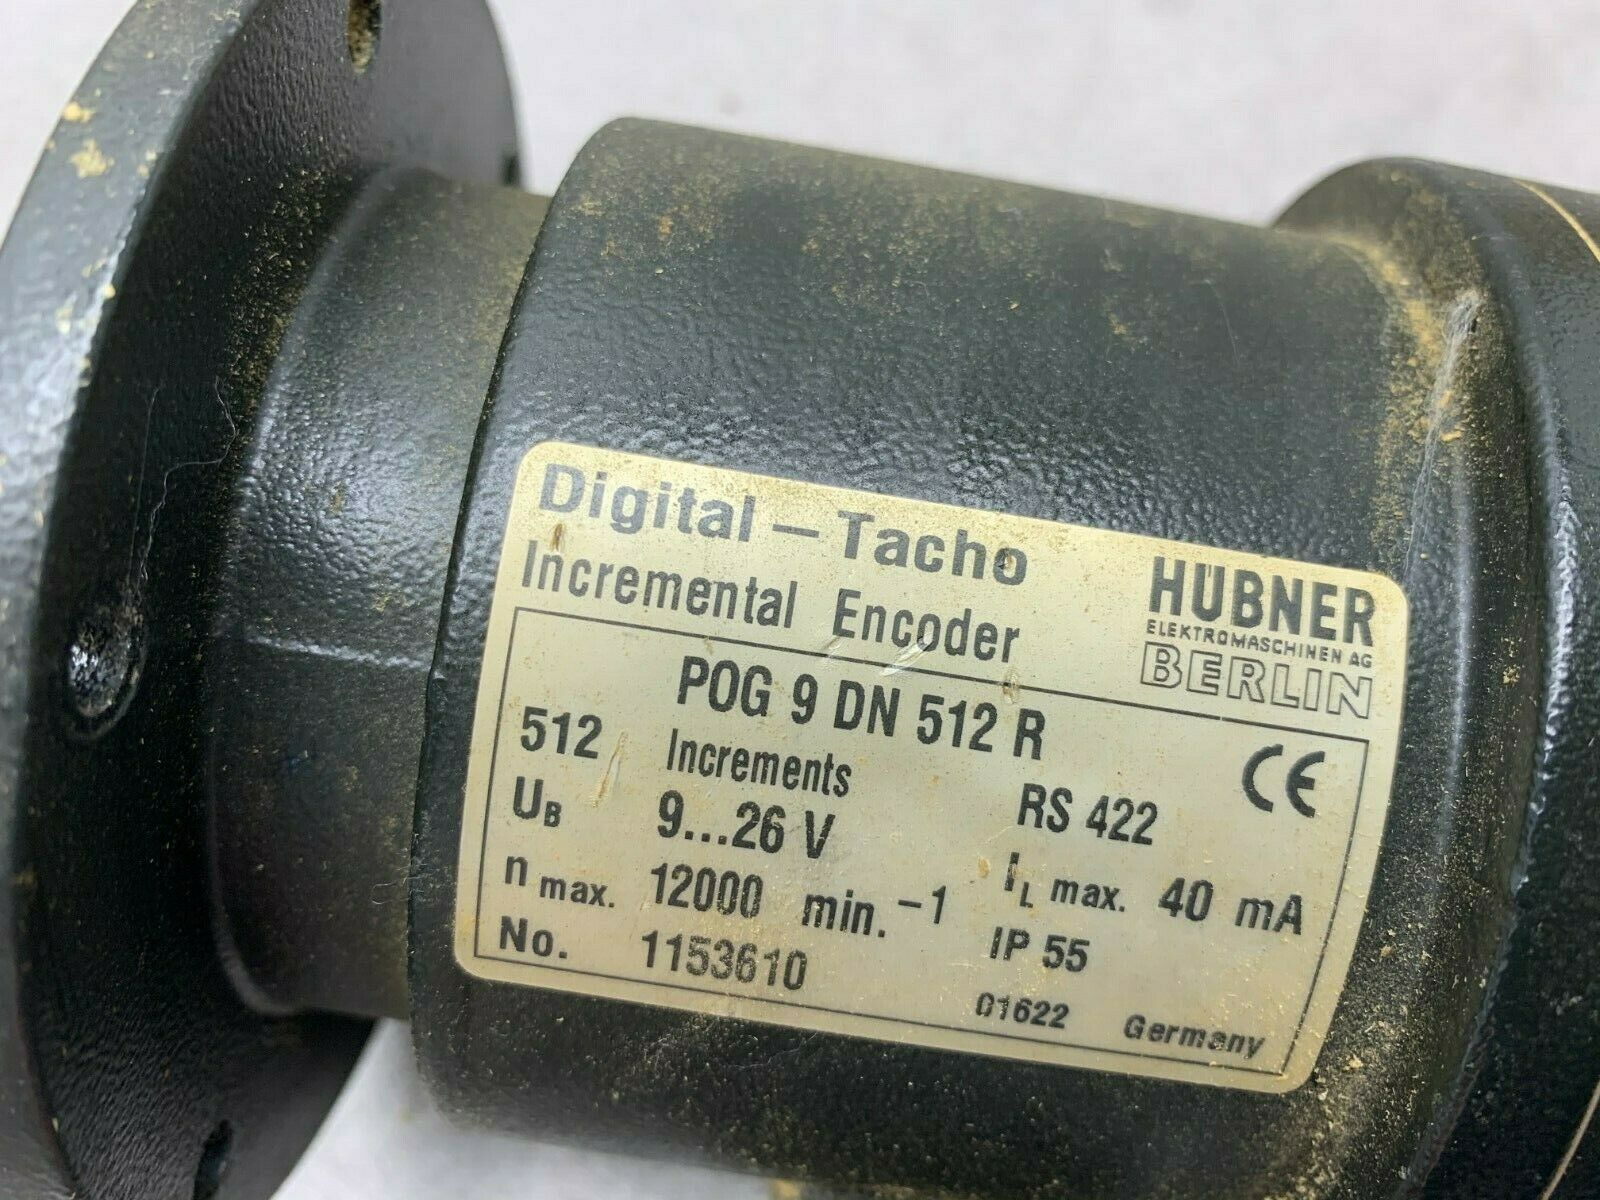 Digital – Tacho
Incremental Encoder
HÜBNER
ELEKTROMASCHINEN AG
BERLIN
POG 9 DN 512 R
512 Increments RS 422 CE
UB 9...26 V IL max. 40 mA
n max. 12000 min.-1 IP 55
No. 1153610 01622 Germany